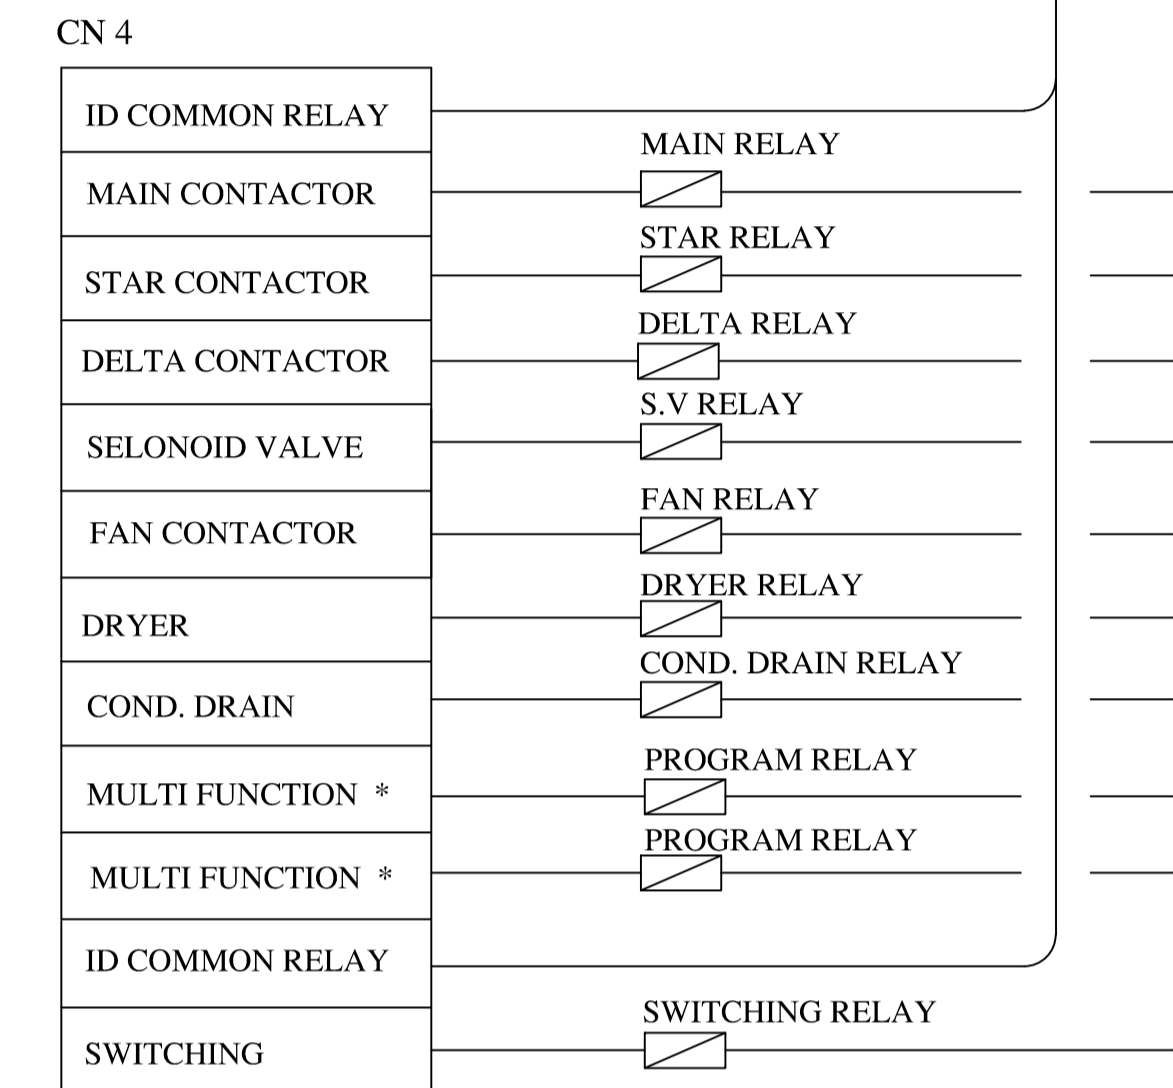 CN 4
ID COMMON RELAY
MAIN RELAY
MAIN CONTACTOR
STAR RELAY
STAR CONTACTOR
DELTA RELAY
DELTA CONTACTOR
S.V RELAY
SELONOID VALVE
FAN RELAY
FAN CONTACTOR
DRYER RELAY
DRYER
COND. DRAIN RELAY
COND. DRAIN
PROGRAM RELAY
MULTI FUNCTION *
PROGRAM RELAY
MULTI FUNCTION *
ID COMMON RELAY
SWITCHING RELAY
SWITCHING